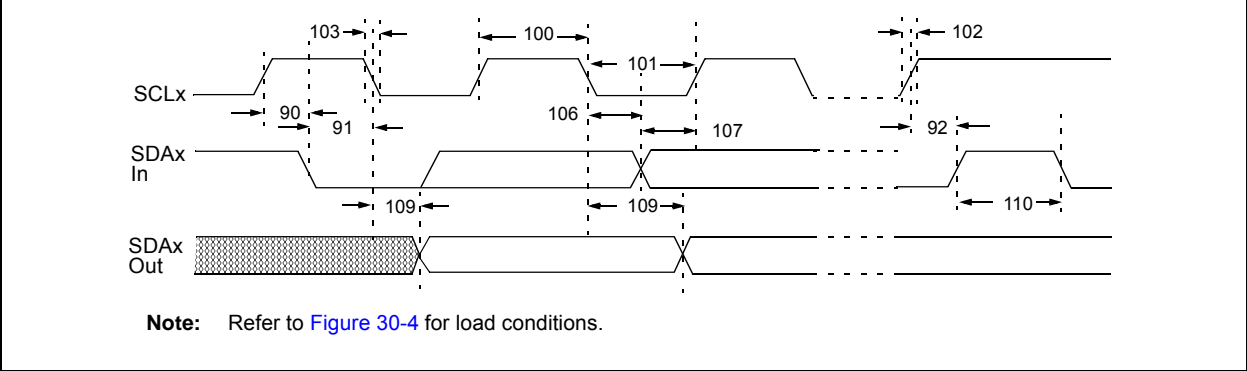 103
100
102
101
SCLx
90
91
106
107
92
SDAx
In
109
109
110
SDAx
Out
Note: Refer to Figure 30-4 for load conditions.